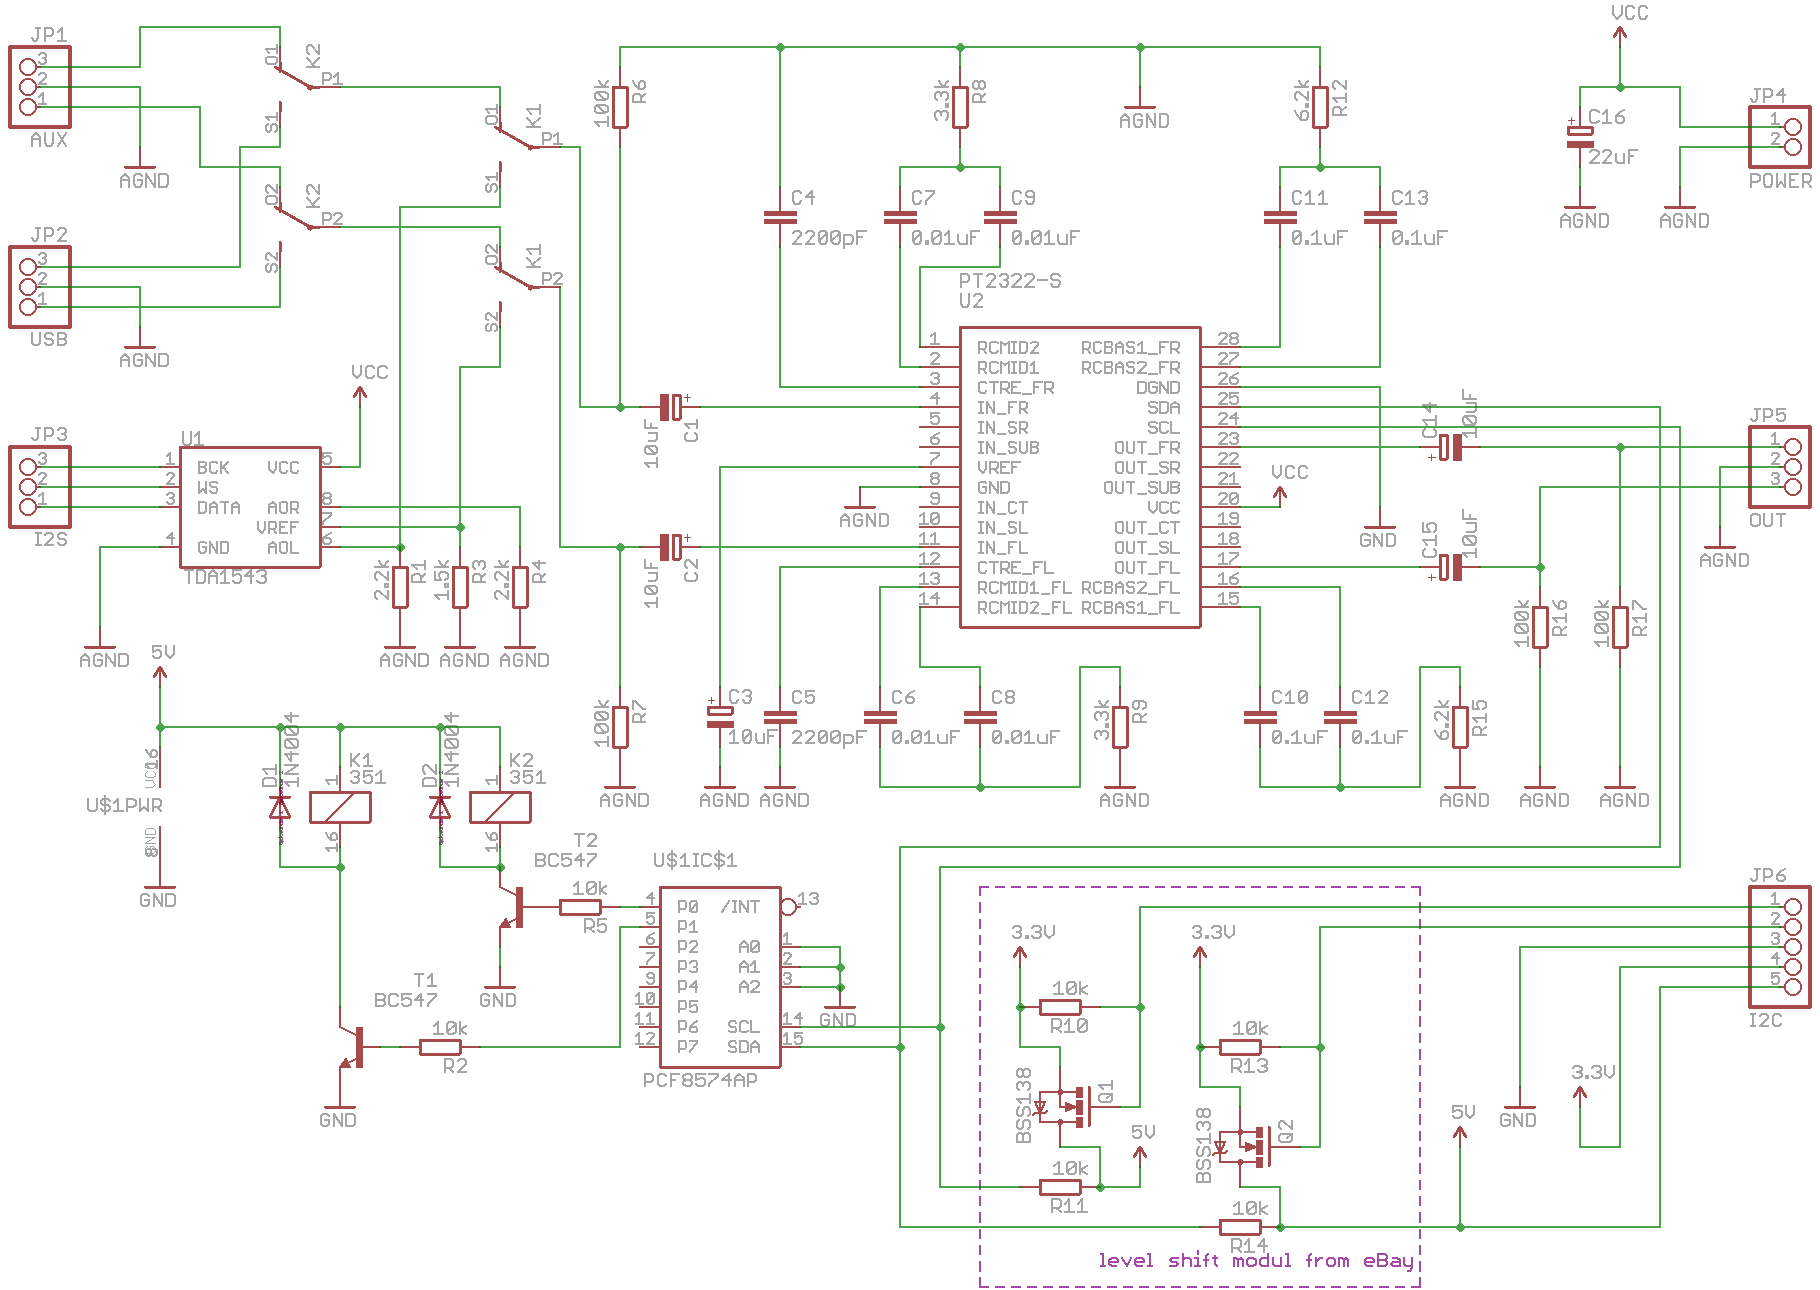 JP1
3
2
1
AUX
AGND
O1
K2
P1
S1
O2
K2
P2
S2
JP2
3
2
1
USB
AGND
O1
K1
P1
S1
O2
K1
P2
S2
100k
R6
3.3k
R8
AGND
6.2k
R12
VCC
C16
22uF
AGND
JP4
1
2
POWER
AGND
C4
2200pF
C7
0.01uF
C9
0.01uF
C11
0.1uF
C13
0.1uF
PT2322-S
U2
1 RCMID2
2 RCMID1
3 CTRE_FR
4 IN_FR
5 IN_SR
6 IN_SUB
7 VREF
8 GND
9 IN_CT
10 IN_SL
11 IN_FL
12 CTRE_FL
13 RCMID1_FL
14 RCMID2_FL
RCBAS1_FR 28
RCBAS2_FR 27
DGND 26
SDA 25
SCL 24
OUT_FR 23
OUT_SR 22
OUT_SUB 21
VCC 20
OUT_CT 19
OUT_SL 18
OUT_FL 17
RCBAS2_FL 16
RCBAS1_FL 15
VCC
JP3
3
2
1
I2S
U1
1 BCK
2 WS
3 DATA
4 GND
VCC 5
AOR 8
VREF 7
AOL 6
TDA1543
AGND
2.2k
R1
AGND
1.5k
R3
AGND
2.2k
R4
AGND
10uF
C1
10uF
C2
AGND
VCC
GND
C14
10uF
C15
10uF
JP5
1
2
3
OUT
AGND
100k
R16
AGND
100k
R17
AGND
100k
R7
AGND
C3
10uF
AGND
C5
2200pF
AGND
C6
0.01uF
C8
0.01uF
3.3k
R9
AGND
C10
0.1uF
C12
0.1uF
6.2k
R15
AGND
5V
16
VCC
U$1PWR
GND
8
GND
D1
1N4004
K1
351
1
16
D2
1N4004
K2
351
1
16
T2
BC547
10k
R5
GND
T1
BC547
10k
R2
GND
U$1IC$1
4 P0
5 P1
6 P2
7 P3
9 P4
10 P5
11 P6
12 P7
/INT 13
A0 1
A1 2
A2 3
SCL 14
SDA 15
GND
PCF8574AP
3.3V
10k
R10
BSS138
Q1
5V
10k
R11
3.3V
10k
R13
BSS138
Q2
10k
R14
level shift modul from eBay
5V
GND
3.3V
JP6
1
2
3
4
5
I2C